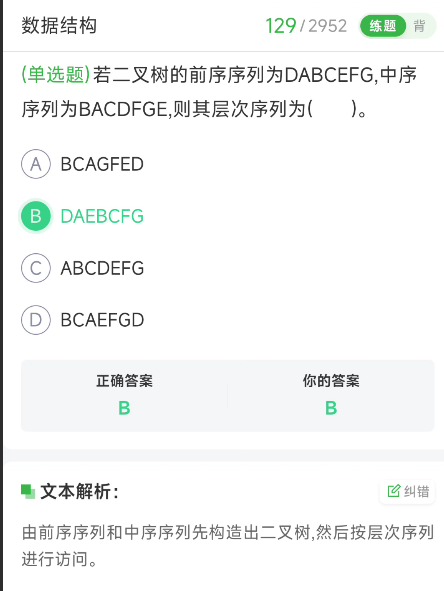 数据结构
129/2952
练题 背
(单选题)若二叉树的前序序列为DABCEFG,中序
序列为BACDFGE,则其层次序列为(　　)。
A BCAGFED
B DAEBCFG
C ABCDEFG
D BCAEFGD
正确答案 你的答案
B B
文本解析：
纠错
由前序序列和中序序列先构造出二叉树,然后按层次序列
进行访问。